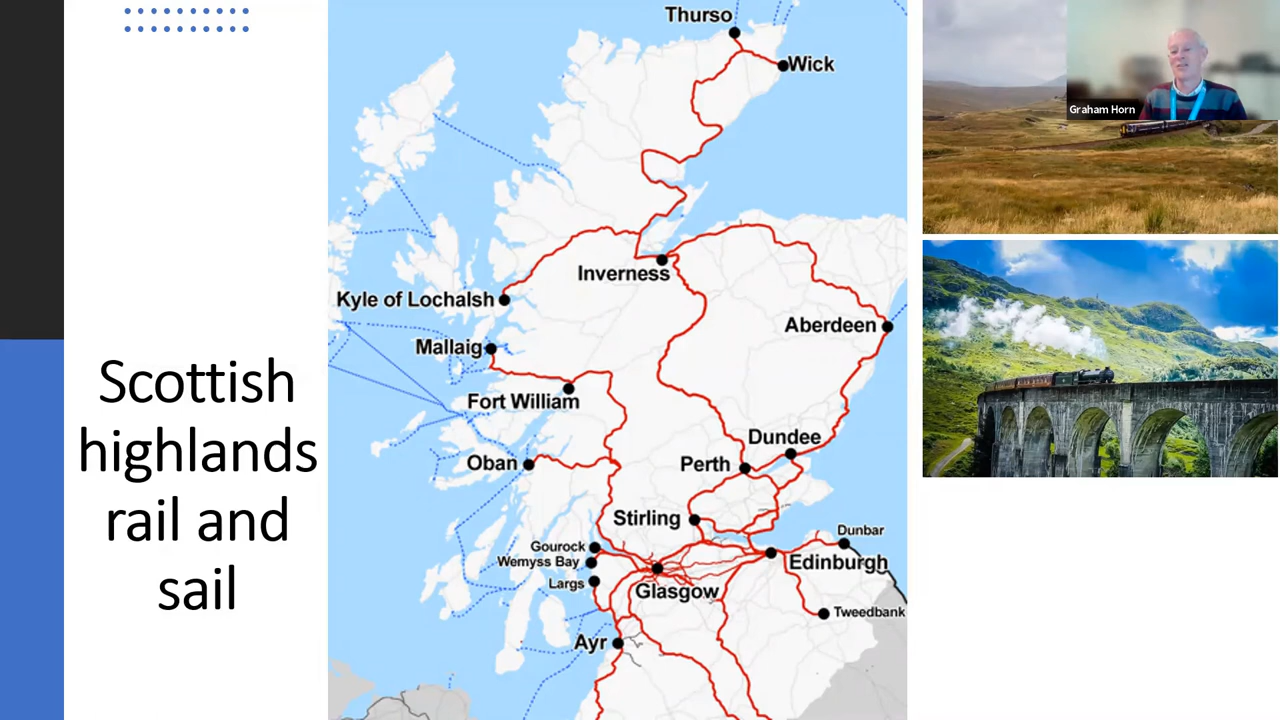 Scottish
highlands
rail and
sail
Thurso
Wick
Inverness
Kyle of Lochalsh
Aberdeen
Mallaig
Fort William
Dundee
Oban
Perth
Stirling
Gourock
Wemyss Bay
Largs
Dunbar
Edinburgh
Glasgow
Tweedbank
Ayr
Graham Horn